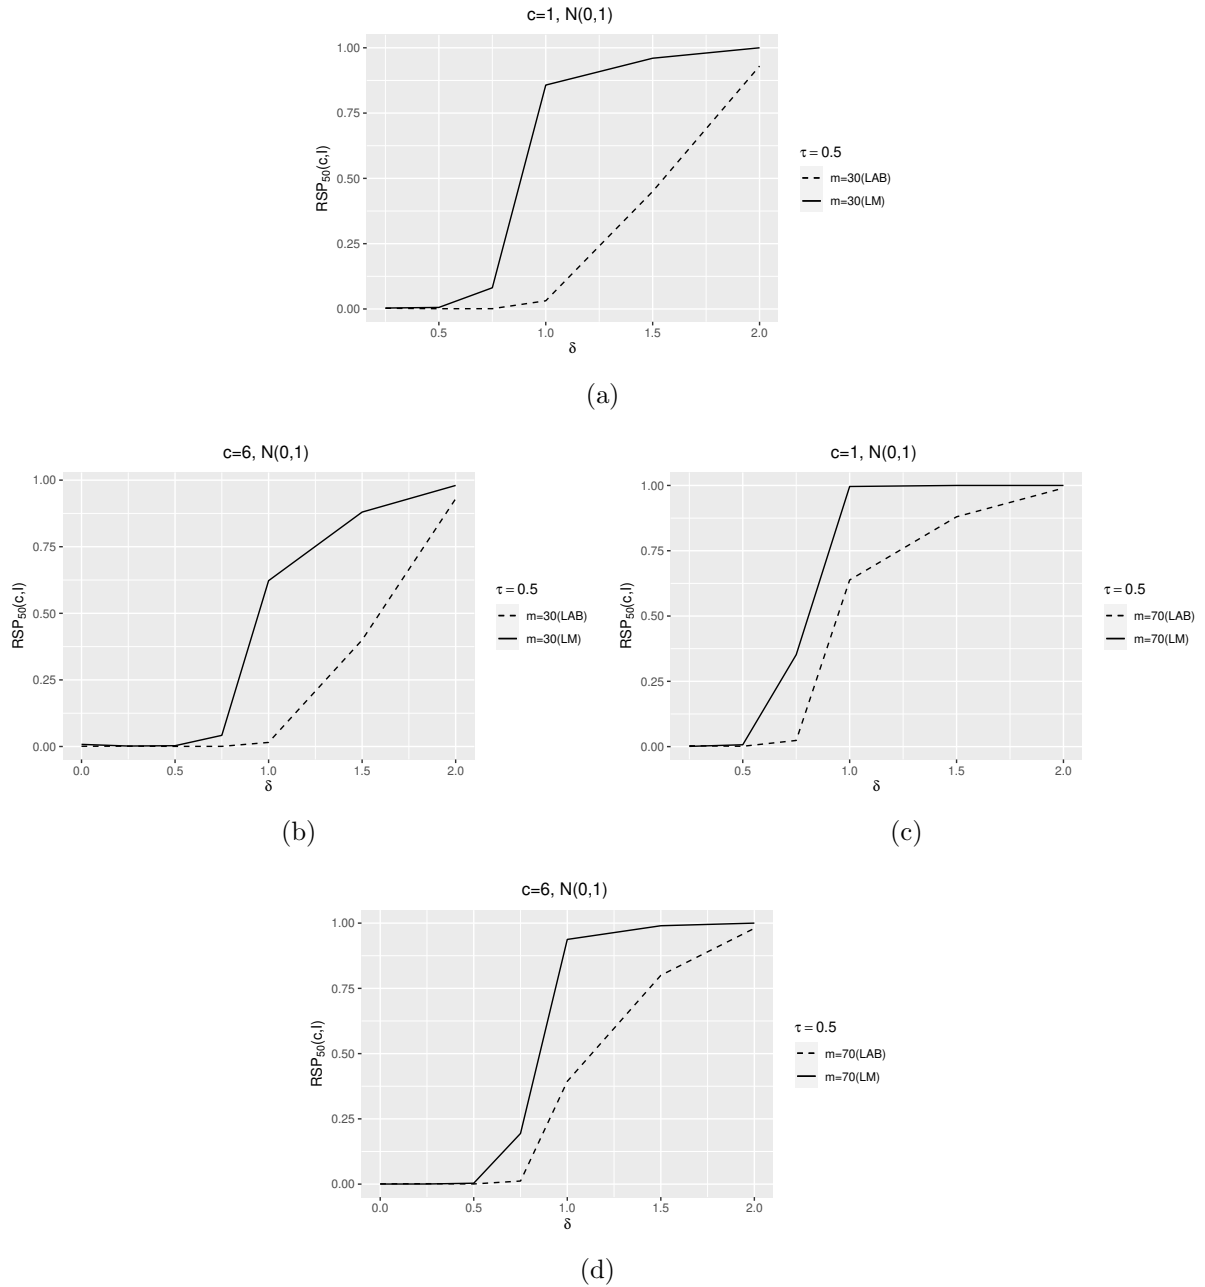 c=1, N(0,1)
1.00
0.75
0.50
0.25
0.00
RSP50(c,I)
0.5 1.0 1.5 2.0
δ
τ = 0.5
m=30(LAB)
m=30(LM)
(a)
c=6, N(0,1)
1.00
0.75
0.50
0.25
0.00
RSP50(c,I)
0.0 0.5 1.0 1.5 2.0
δ
τ = 0.5
m=30(LAB)
m=30(LM)
(b)
c=1, N(0,1)
1.00
0.75
0.50
0.25
0.00
RSP50(c,I)
0.5 1.0 1.5 2.0
δ
τ = 0.5
m=70(LAB)
m=70(LM)
(c)
c=6, N(0,1)
1.00
0.75
0.50
0.25
0.00
RSP50(c,I)
0.0 0.5 1.0 1.5 2.0
δ
τ = 0.5
m=70(LAB)
m=70(LM)
(d)